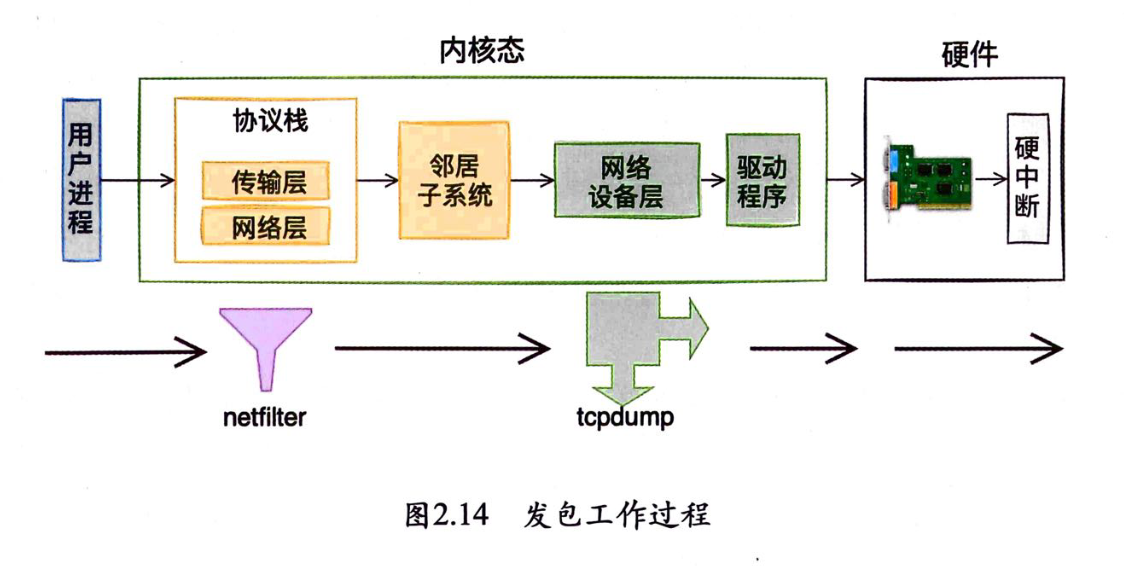 内核态
硬件
用户进程
协议栈
传输层
网络层
邻居
子系统
网络
设备层
驱动
程序
硬中断
netfilter
tcpdump
图2.14 发包工作过程